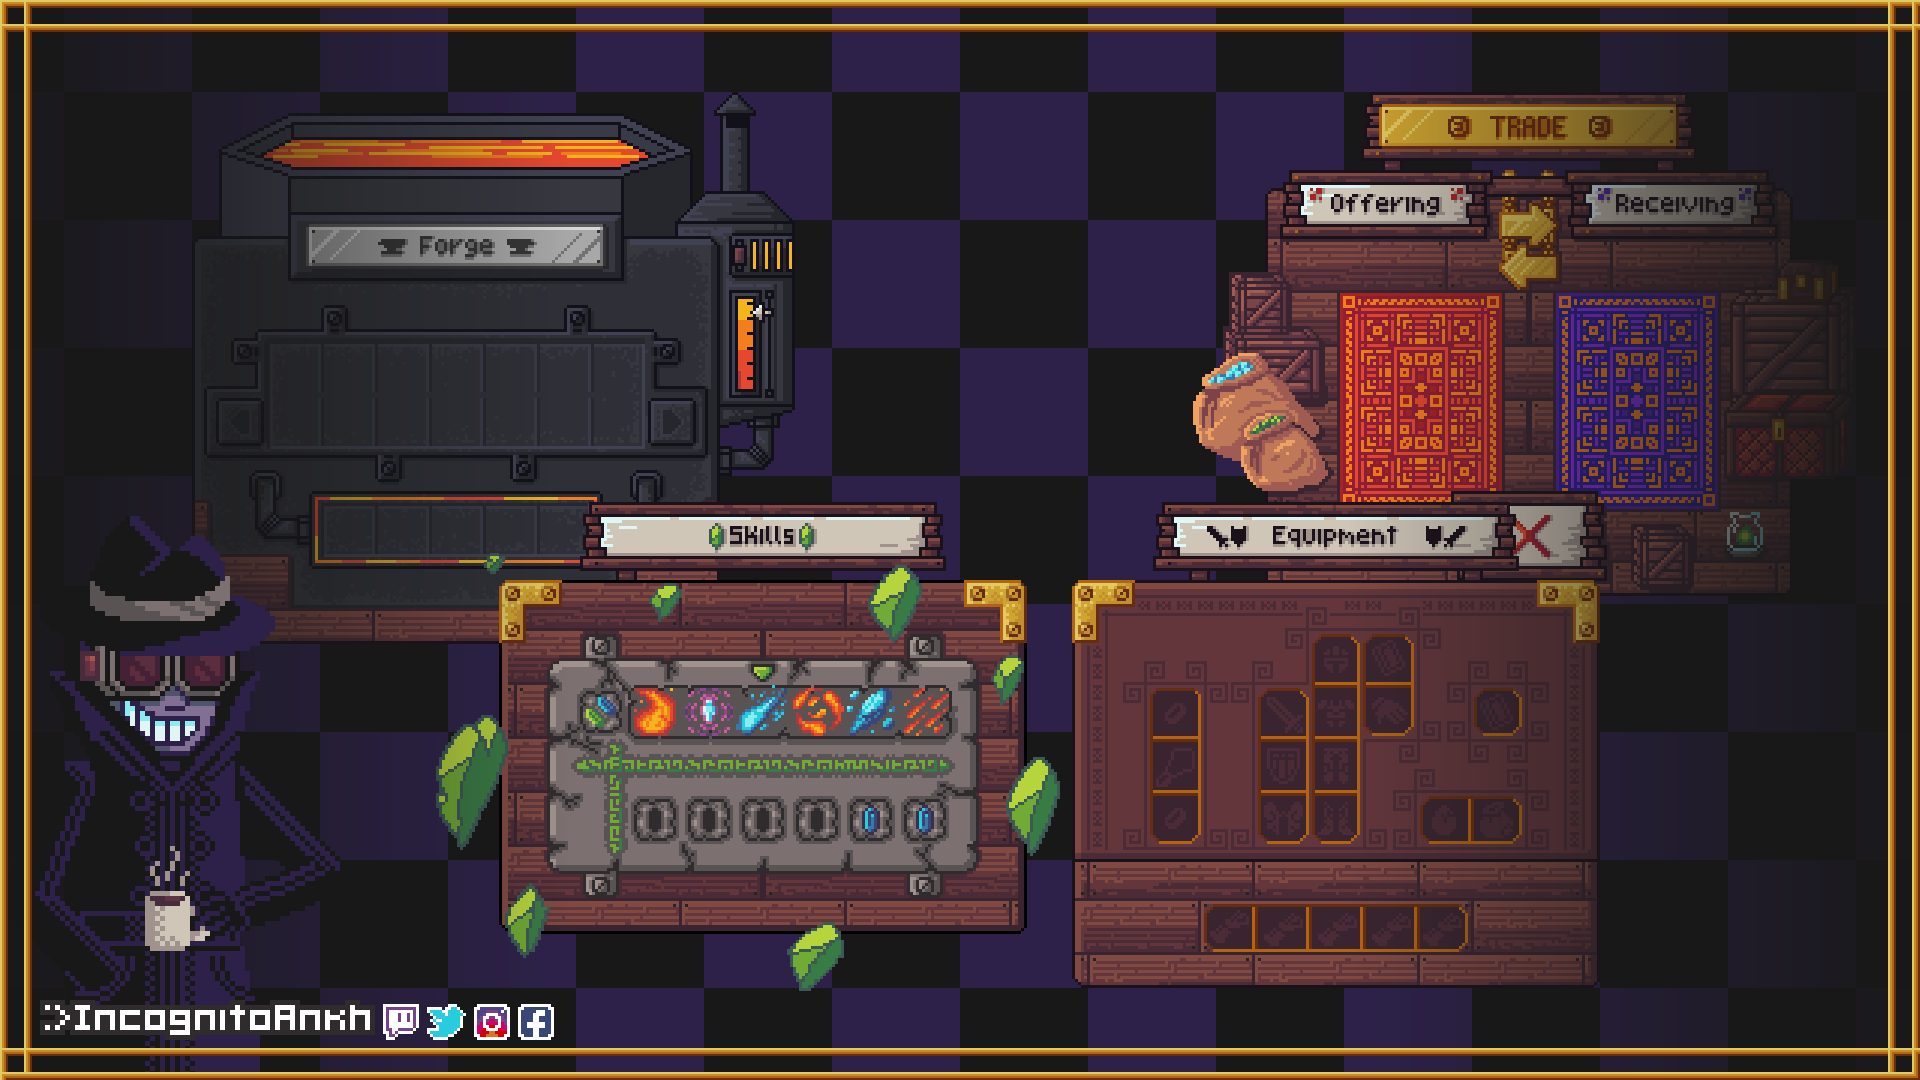 TRADE
Offering
Receiving
Forge
Skills
Equipment
:>IncognitoAnkh